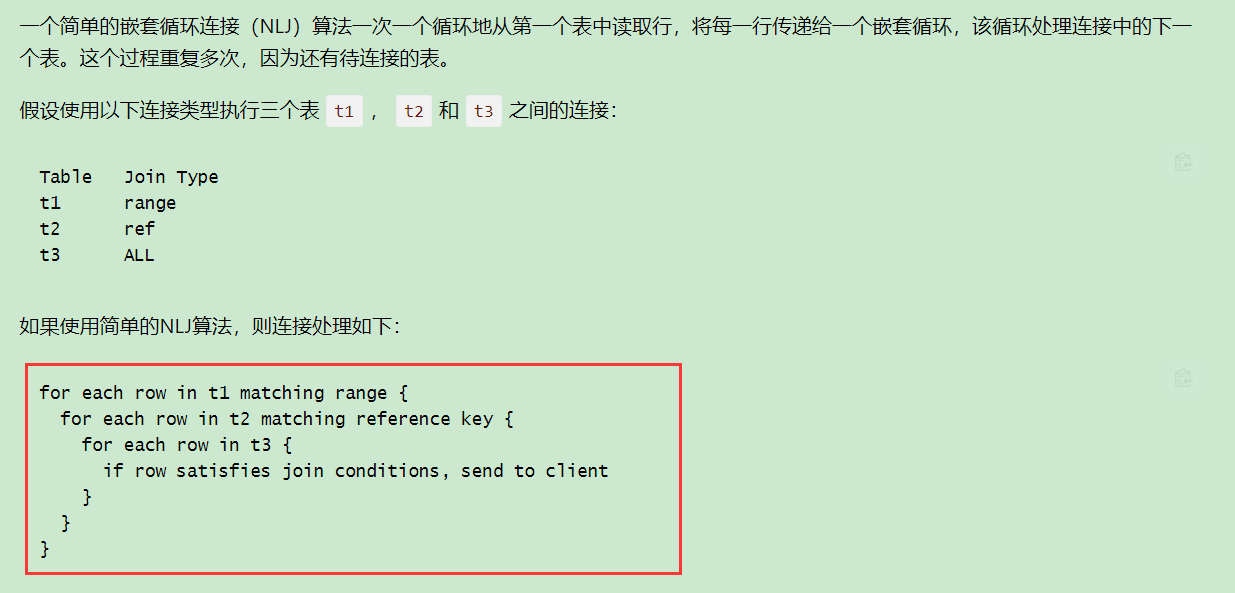 一个简单的嵌套循环连接（NLJ）算法一次一个循环地从第一个表中读取行，将每一行传递给一个嵌套循环，该循环处理连接中的下一
个表。这个过程重复多次，因为还有待连接的表。
假设使用以下连接类型执行三个表 t1 ， t2 和 t3 之间的连接：
Table   Join Type
t1      range
t2      ref
t3      ALL
如果使用简单的NLJ算法，则连接处理如下：
for each row in t1 matching range {
  for each row in t2 matching reference key {
    for each row in t3 {
      if row satisfies join conditions, send to client
    }
  }
}